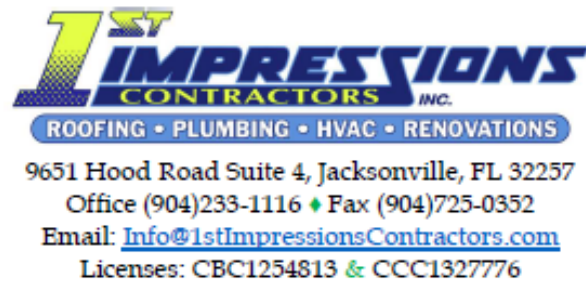 1ST
IMPRESSIONS
CONTRACTORS INC.
ROOFING • PLUMBING • HVAC • RENOVATIONS
9651 Hood Road Suite 4, Jacksonville, FL 32257
Office (904)233-1116 ♦ Fax (904)725-0352
Email: Info@1stImpressionsContractors.com
Licenses: CBC1254813 & CCC1327776